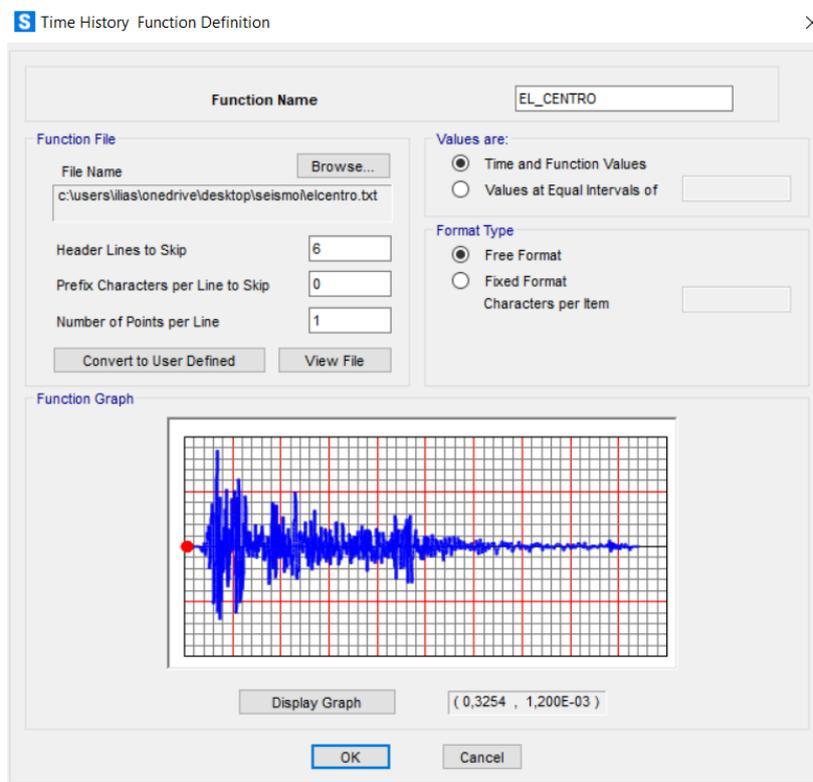 S Time History Function Definition
Function Name EL_CENTRO
Function File
File Name Browse...
c:\users\ilias\onedrive\desktop\seismol\elcentro.txt
Header Lines to Skip 6
Prefix Characters per Line to Skip 0
Number of Points per Line 1
Convert to User Defined View File
Values are:
Time and Function Values
Values at Equal Intervals of
Format Type
Free Format
Fixed Format
Characters per Item
Function Graph
Display Graph ( 0,3254 , 1,200E-03 )
OK Cancel